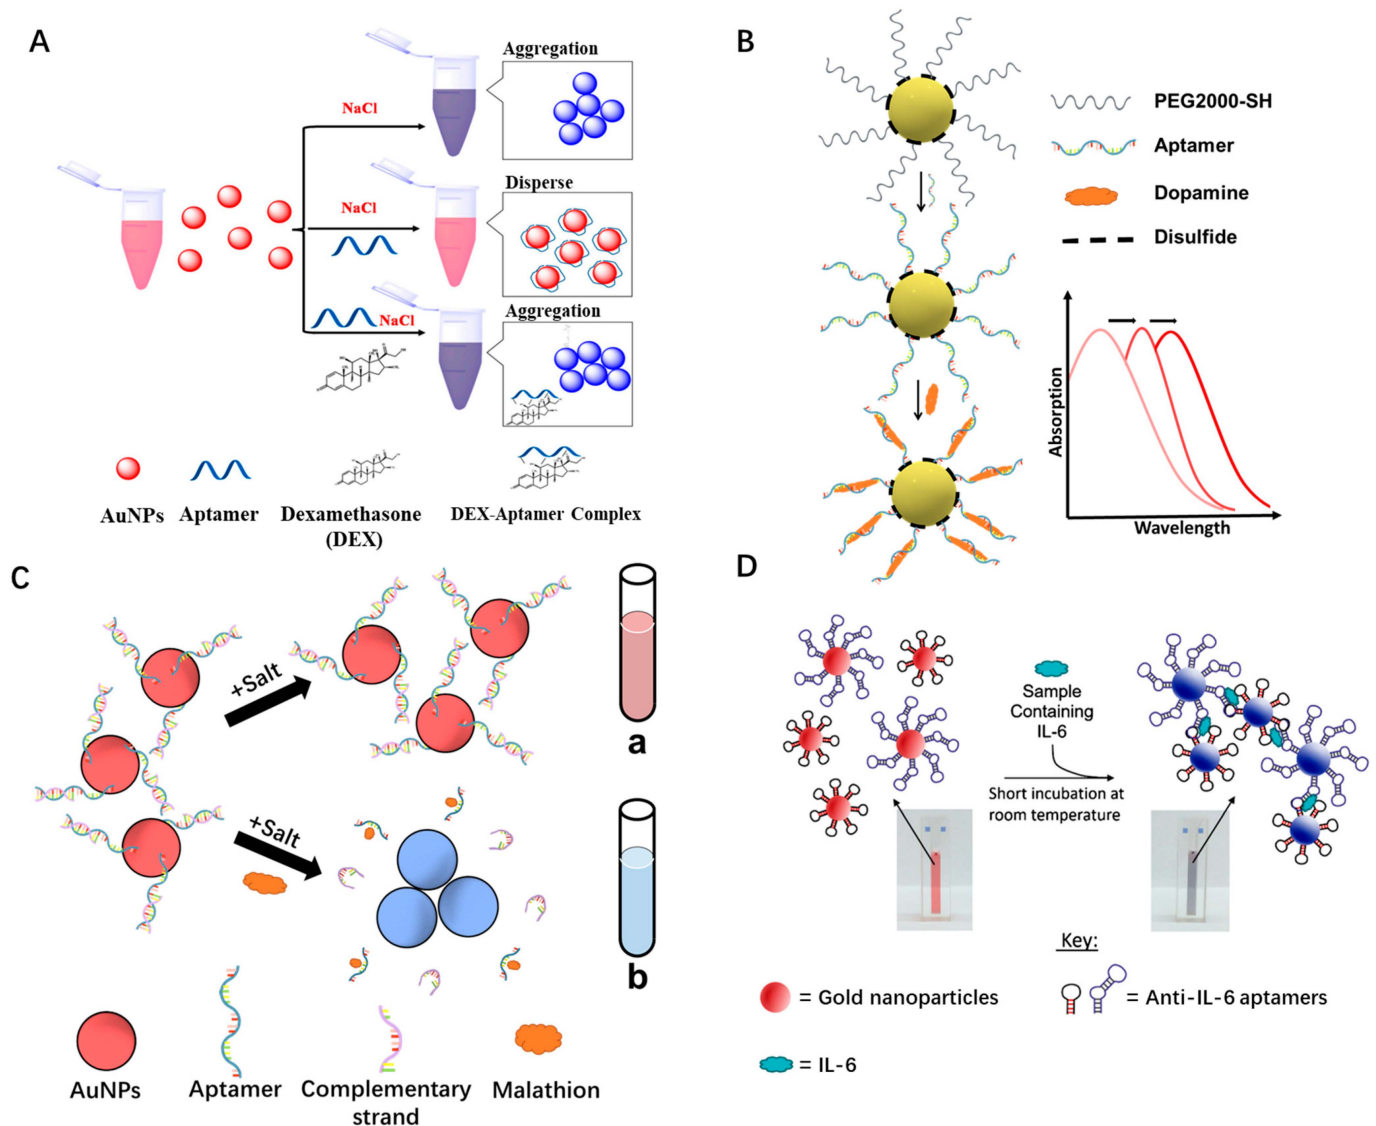 A
Aggregation
NaCl
Disperse
NaCl
Aggregation
NaCl
AuNPs
Aptamer
Dexamethasone
(DEX)
DEX-Aptamer Complex
B
PEG2000-SH
Aptamer
Dopamine
Disulfide
Absorption
Wavelength
C
+Salt
a
+Salt
b
AuNPs
Aptamer
Complementary
strand
Malathion
D
Sample
Containing
IL-6
Short incubation at
room temperature
Key:
= Gold nanoparticles
= Anti-IL-6 aptamers
= IL-6